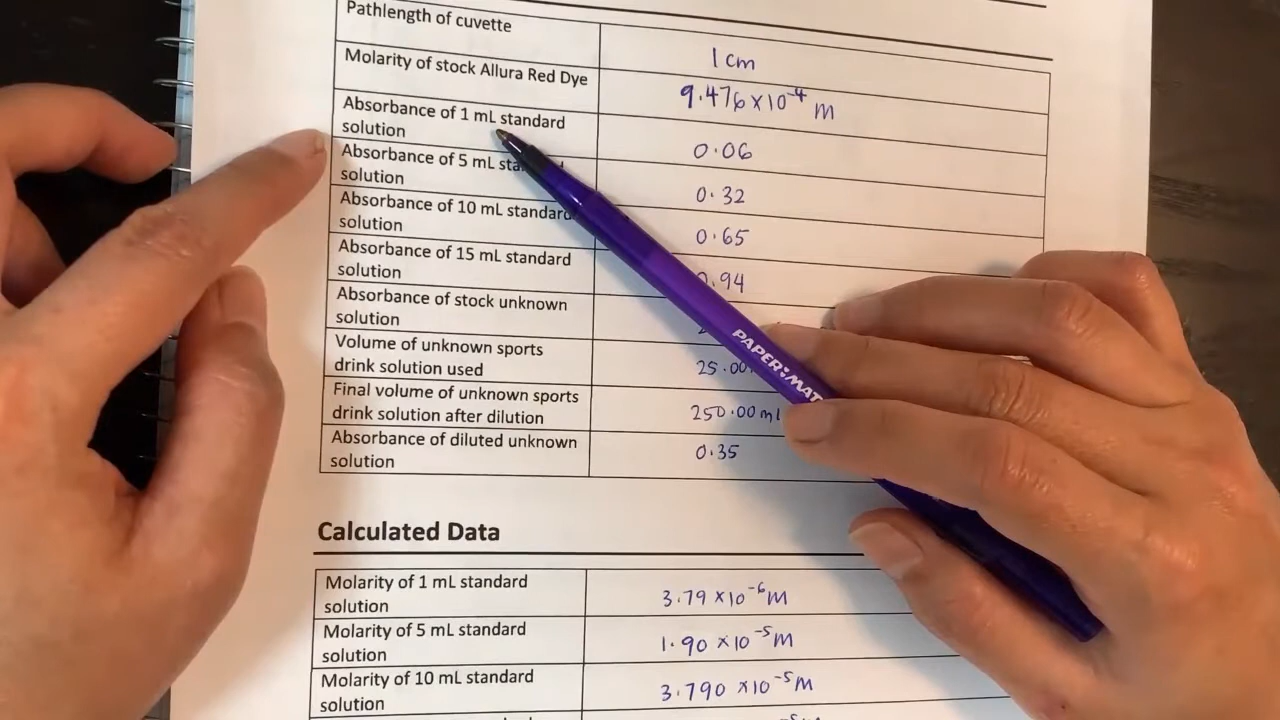 Pathlength of cuvette
1 cm
Molarity of stock Allura Red Dye
9.476 x 10⁻⁴ M
Absorbance of 1 mL standard
solution
0.06
Absorbance of 5 mL
solution
0.32
Absorbance of 10 mL standard
solution
0.65
Absorbance of 15 mL standard
solution
.94
Absorbance of stock unknown
solution
Volume of unknown sports
drink solution used
25.00
Final volume of unknown sports
drink solution after dilution
250.00 mL
Absorbance of diluted unknown
solution
0.35
PAPER MAT
Calculated Data
Molarity of 1 mL standard
solution
3.79 x 10⁻⁶ M
Molarity of 5 mL standard
solution
1.90 x 10⁻⁵ M
Molarity of 10 mL standard
solution
3.790 x 10⁻⁵ M